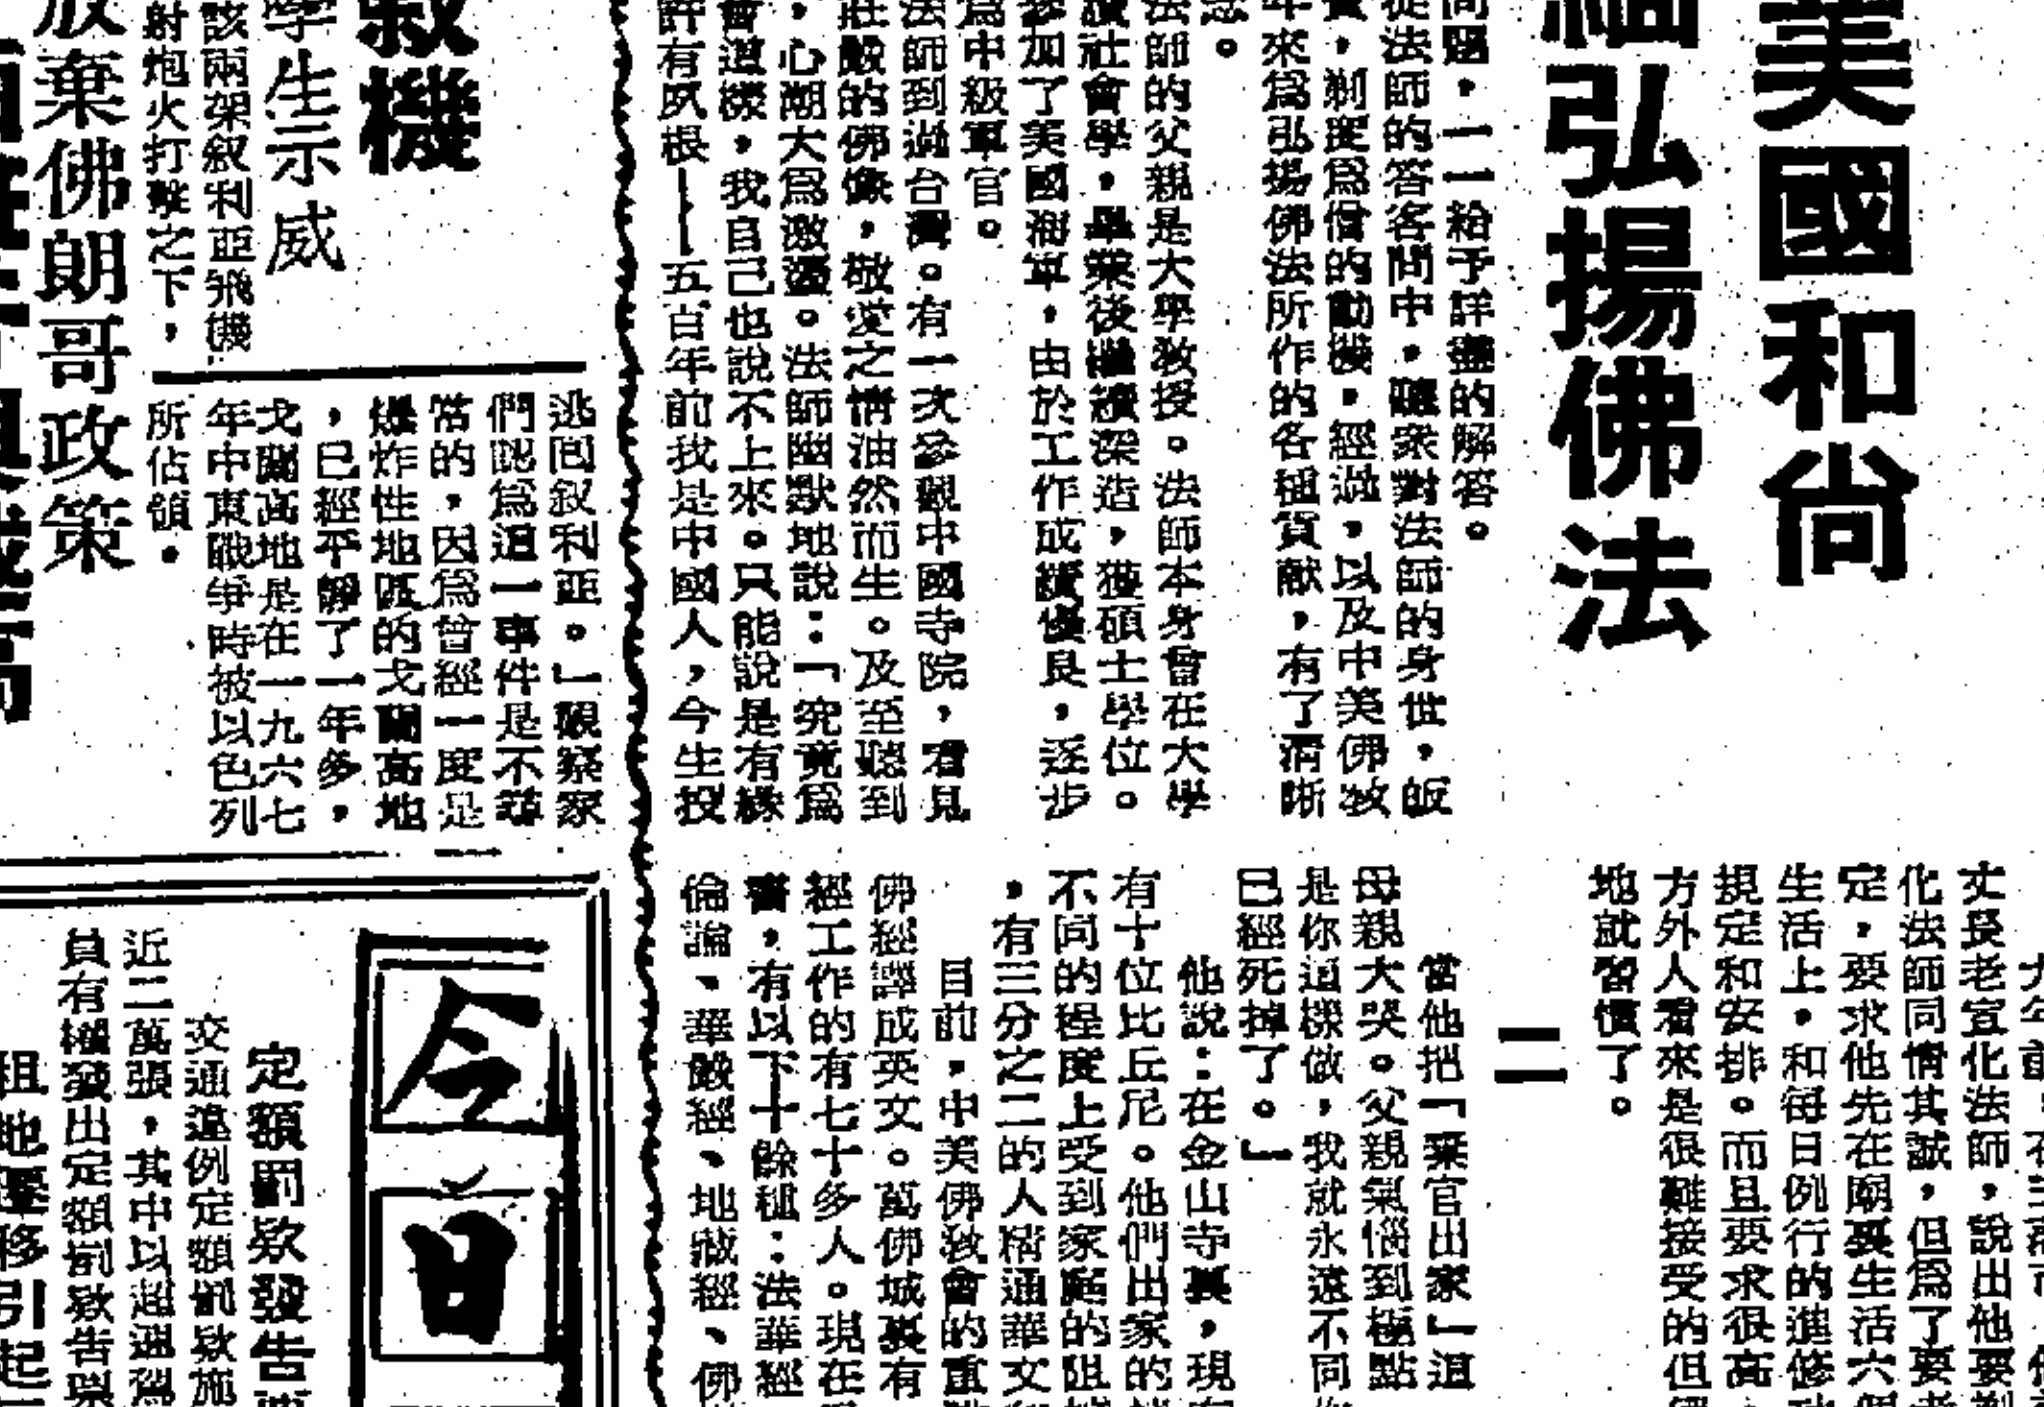 美國和尚
細弘揚佛法
問題，一一給予詳盡的解答。
從法師的答客問中，聽衆對法師的身世，皈
實，剃度爲僧的動機，經過，以及中美佛教
年來爲弘揚佛法所作的各種貢献，有了淸晰
念。
法師的父親是大學教授。法師本身曾在大學
讀社會學，畢業後繼續深造，獲碩士學位。
參加了美國海軍，由於工作成績優良，逐步
爲中級軍官。
法師到過台灣。有一次參觀中國寺院，看見
莊嚴的佛像，敬愛之情油然而生。及至聽到
，心潮大爲激盪。法師幽默地說：「究竟爲
會這樣，我自己也說不上來。只能說是有緣
許有夙根——五百年前我是中國人，今生投
丈長老宣化法師，說出他要剃
化法師同情其誠，但爲了要考
定，要求他先在廟裏生活六個
生活上，和每日例行的進修功
規定和安排。而且要求很高，
方外人看來是很難接受的但
地就習慣了。
二
當他把「棄官出家」這
母親大哭。父親氣惱到極點
是你這樣做，我就永遠不同你
已經死掉了。」
他說：在金山寺裏，現
有十位比丘尼。他們出家的
不同的程度上受到家庭的阻
，有三分之二的人精通華文
目前，中美佛敎會的重
佛經譯成英文。萬佛城裏有
經工作的有七十多人。現在
書，有以下十餘種：法華經
倫論、華嚴經、地藏經、佛
敘機
學生示威
該兩架叙利亞飛機
射炮火打擊之下，
逃回叙利亞。」觀察家
們認爲這一事件是不尋
常的，因爲曾經一度是
爆炸性地區的戈蘭高地
，已經平靜了一年多，
戈蘭高地是在一九六七
年中東戰爭時被以色列
所佔領。
放棄佛朗哥政策
今日
定額罰欵發告
交通違例定額罰欵施
近二萬張，其中以超速爲
員有權發出定額罰欵告票
租地遷移引起